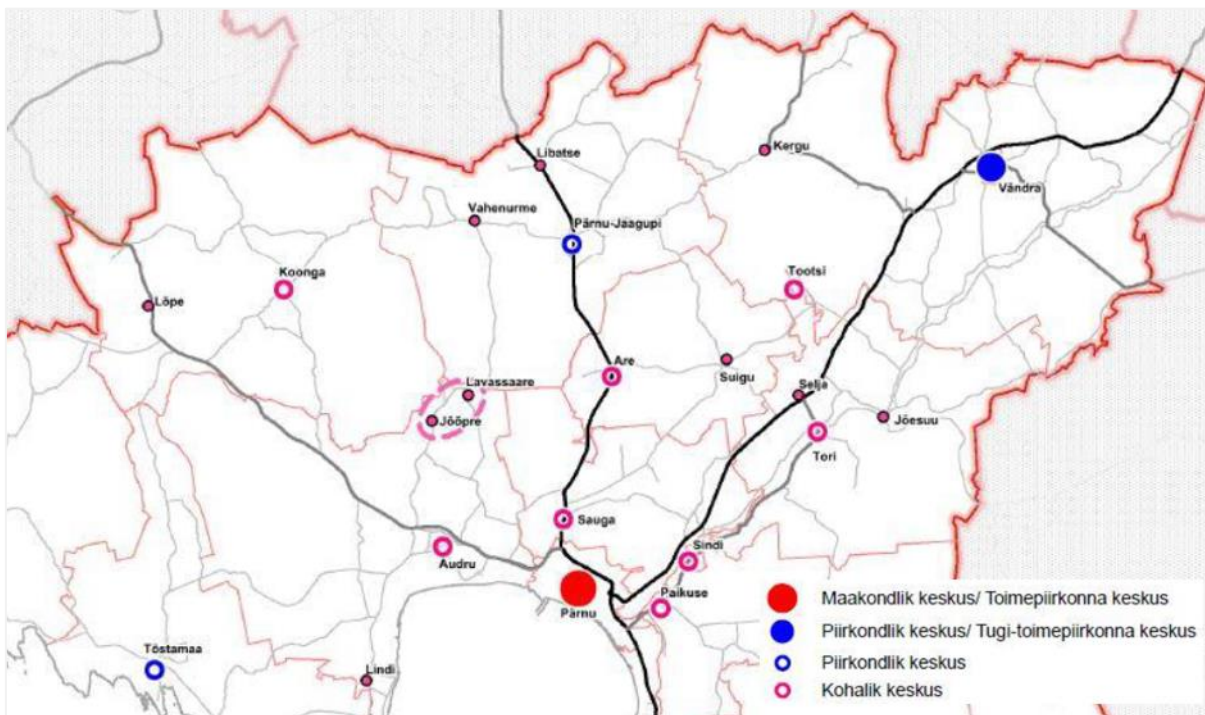 Libatse
Kergu
Vändra
Vahenurme
Pärnu-Jaagupi
Koonga
Tootsi
Lõpe
Are
Suigu
Lavassaare
Selja
Jõõpre
Jõesuu
Tori
Sauga
Audru
Sindi
Paikuse
Pärnu
Tõstamaa
Lindi
Maakondlik keskus/ Toimepiirkonna keskus
Piirkondlik keskus/ Tugi-toimepiirkonna keskus
Piirkondlik keskus
Kohalik keskus